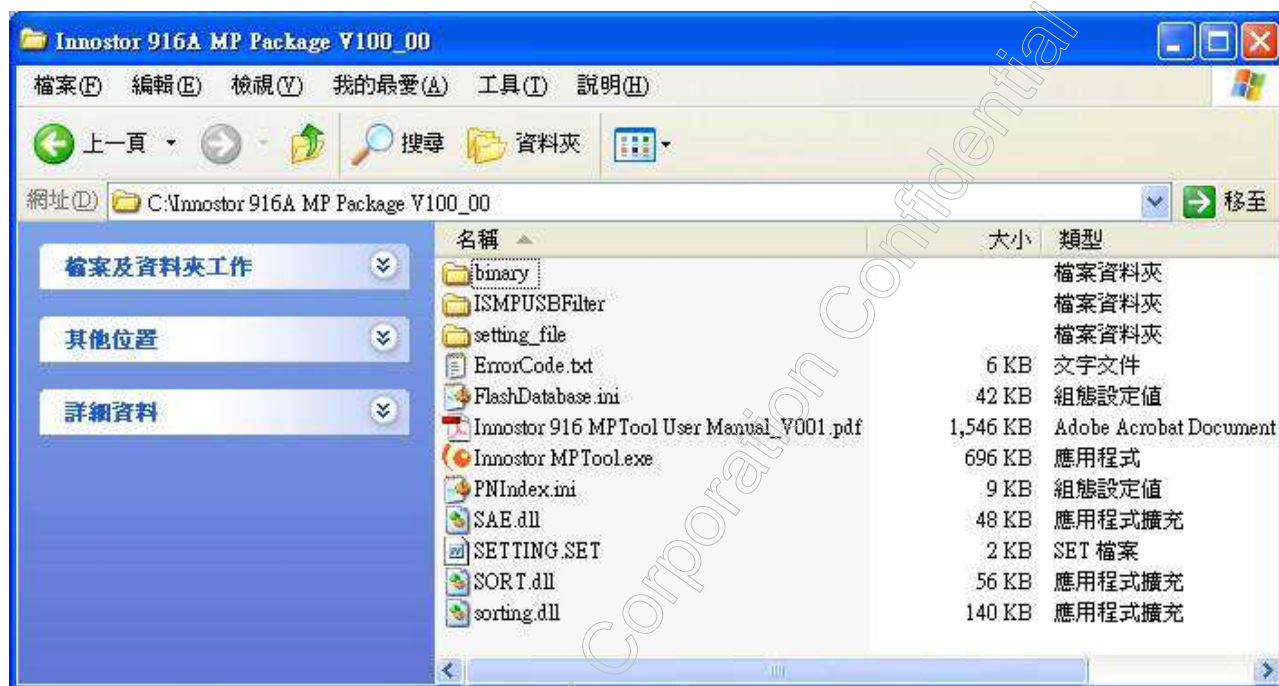 Innostor 916A MP Package V100_00
檔案(F) 編輯(E) 檢視(V) 我的最愛(A) 工具(T) 說明(H)
上一頁 搜尋 資料夾
網址(D) C:\Innostor 916A MP Package V100_00 移至
名稱 大小 類型
檔案及資料夾工作
其他位置
詳細資料
binary 檔案資料夾
ISMPUSBFilter 檔案資料夾
setting_file 檔案資料夾
ErrorCode.txt 6 KB 文字文件
FlashDatabase.ini 42 KB 組態設定值
Innostor 916 MPTool User Manual_V001.pdf 1,546 KB Adobe Acrobat Document
Innostor MPTool.exe 696 KB 應用程式
PNIndex.ini 9 KB 組態設定值
SAE.dll 48 KB 應用程式擴充
SETTING.SET 2 KB SET 檔案
SORT.dll 56 KB 應用程式擴充
sorting.dll 140 KB 應用程式擴充
Corporation Confidential